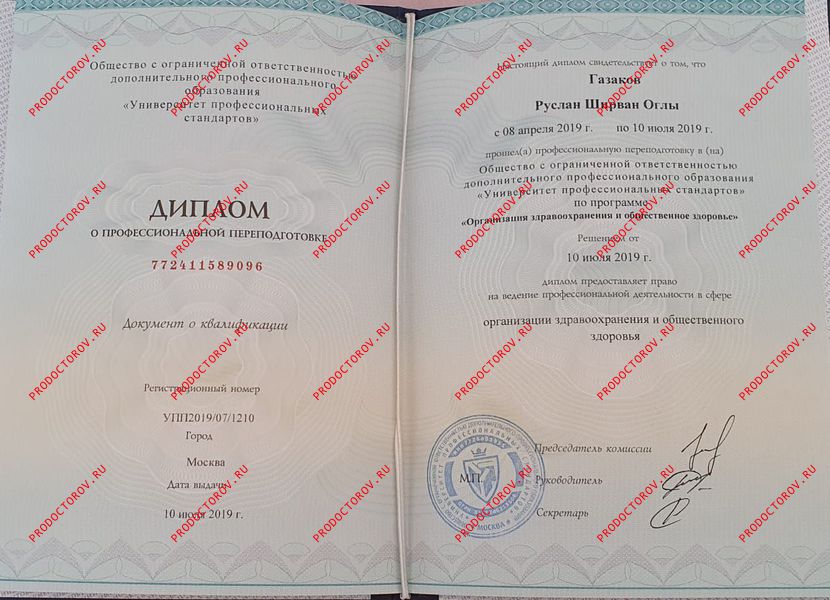 Общество с ограниченной ответственностью
дополнительного профессионального
образования
«Университет профессиональных
стандартов»
ДИПЛОМ
О ПРОФЕССИОНАЛЬНОЙ ПЕРЕПОДГОТОВКЕ
772411589096
Документ о квалификации
Регистрационный номер
УПП2019/07/1210
Город
Москва
Дата выдачи
10 июля 2019 г.
Настоящий диплом свидетельствует о том, что
Газаков
Руслан Ширван Оглы
с 08 апреля 2019 г. по 10 июля 2019 г.
прошел(а) профессиональную переподготовку в (на)
Общество с ограниченной ответственностью
дополнительного профессионального образования
«Университет профессиональных стандартов»
по программе
«Организация здравоохранения и общественное здоровье»
Решением от
10 июля 2019 г.
диплом предоставляет право
на ведение профессиональной деятельности в сфере
организации здравоохранения и общественного
здоровья
Председатель комиссии
М.П.
Руководитель
Секретарь
МОСКВА
PRODOCTOROV.RU